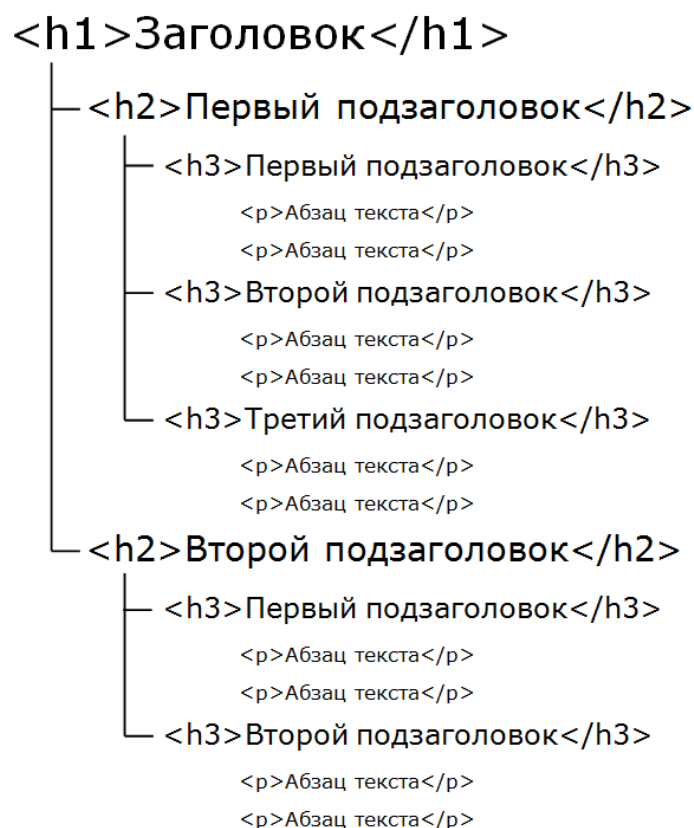 <h1>Заголовок</h1>
<h2>Первый подзаголовок</h2>
<h3>Первый подзаголовок</h3>
<p>Абзац текста</p>
<p>Абзац текста</p>
<h3>Второй подзаголовок</h3>
<p>Абзац текста</p>
<p>Абзац текста</p>
<h3>Третий подзаголовок</h3>
<p>Абзац текста</p>
<p>Абзац текста</p>
<h2>Второй подзаголовок</h2>
<h3>Первый подзаголовок</h3>
<p>Абзац текста</p>
<p>Абзац текста</p>
<h3>Второй подзаголовок</h3>
<p>Абзац текста</p>
<p>Абзац текста</p>